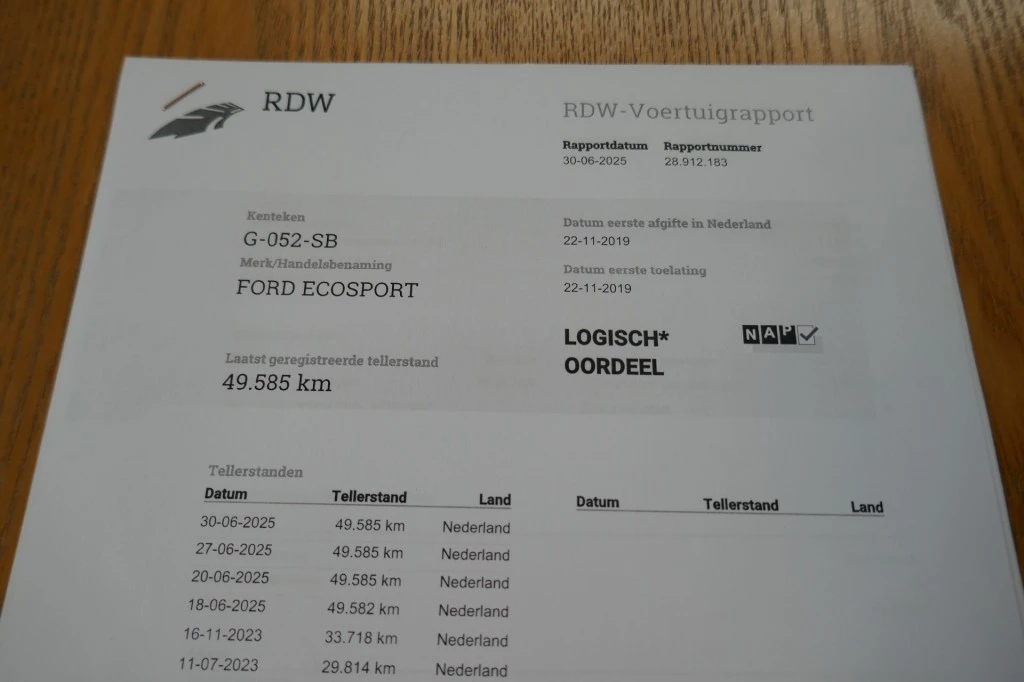 RDW
RDW-Voertuigrapport
Rapportdatum Rapportnummer
30-06-2025 28.912.183
Kenteken
G-052-SB
Merk/Handelsbenaming
FORD ECOSPORT
Laatst geregistreerde tellerstand
49.585 km
Datum eerste afgifte in Nederland
22-11-2019
Datum eerste toelating
22-11-2019
LOGISCH*
OORDEEL
NAP
Tellerstanden
Datum Tellerstand Land
30-06-2025 49.585 km Nederland
27-06-2025 49.585 km Nederland
20-06-2025 49.585 km Nederland
18-06-2025 49.582 km Nederland
16-11-2023 33.718 km Nederland
11-07-2023 29.814 km Nederland
Datum Tellerstand Land